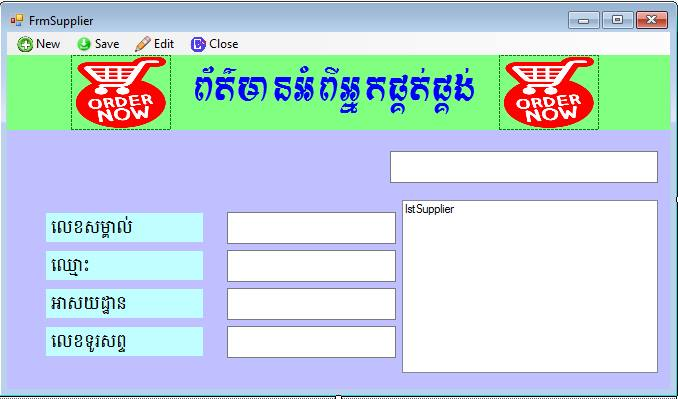 FrmSupplier
New Save Edit Close
ORDER NOW
ព័ត៌មានអំពីអ្នកផ្គត់ផ្គង់
ORDER NOW
lstSupplier
លេខសម្គាល់
ឈ្មោះ
អាសយដ្ឋាន
លេខទូរសព្ទ